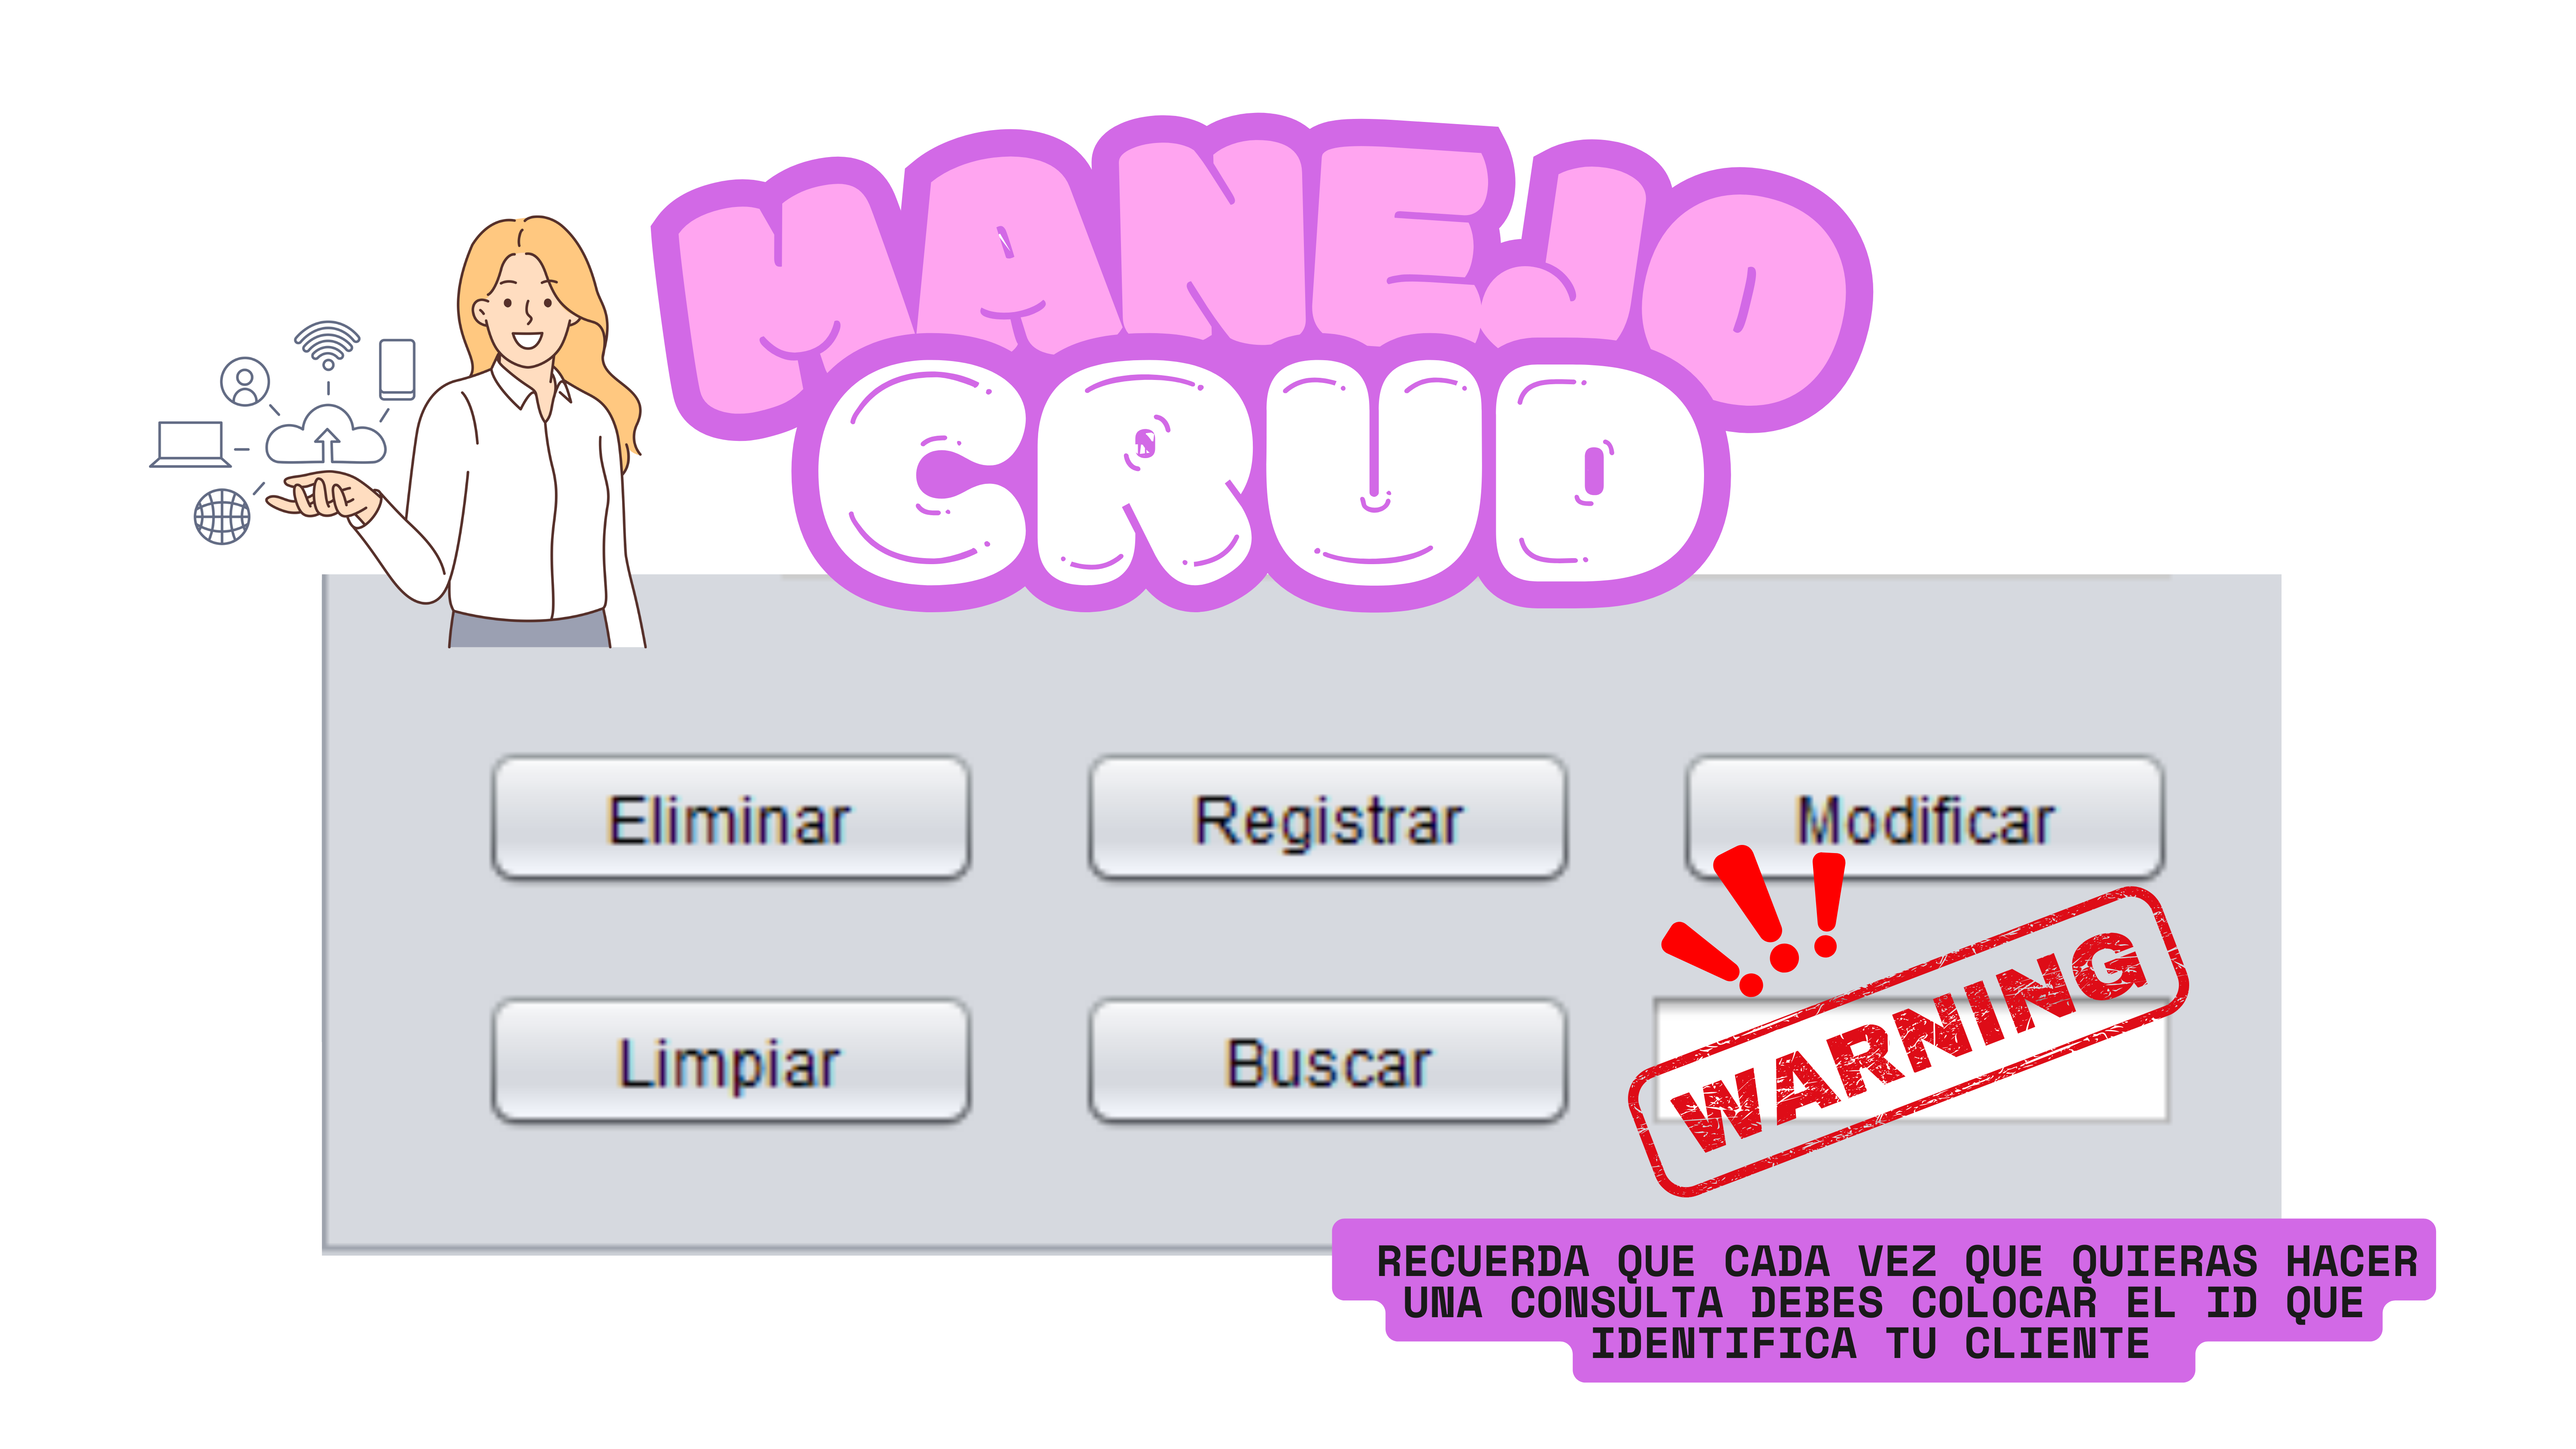 MANEJO
CRUD
Eliminar
Registrar
Modificar
Limpiar
Buscar
WARNING
RECUERDA QUE CADA VEZ QUE QUIERAS HACER
UNA CONSULTA DEBES COLOCAR EL ID QUE
IDENTIFICA TU CLIENTE